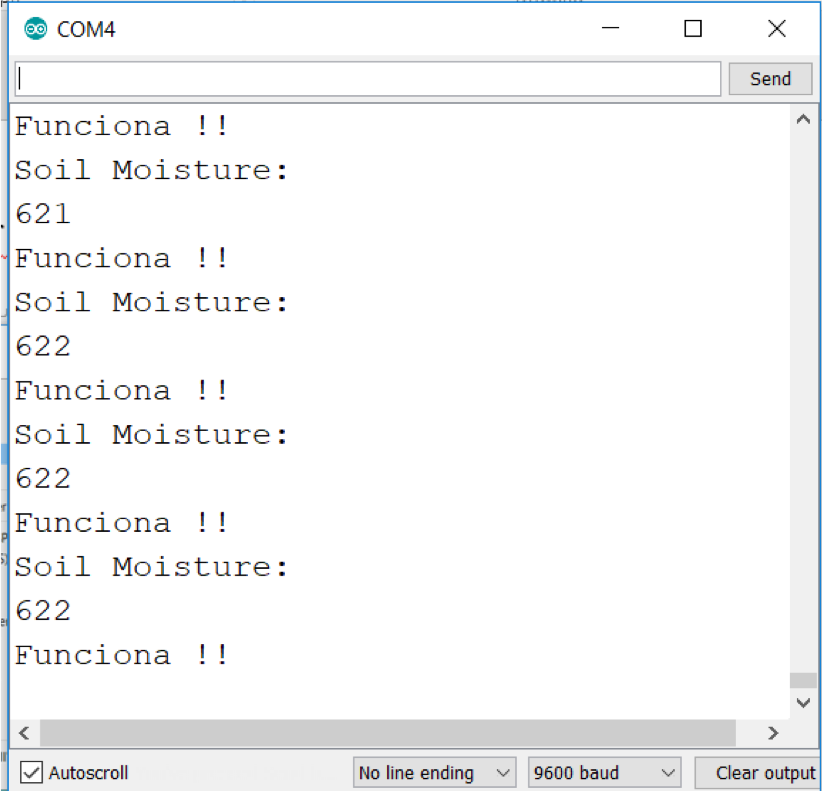 COM4
Send
Funciona !!
Soil Moisture:
621
Funciona !!
Soil Moisture:
622
Funciona !!
Soil Moisture:
622
Funciona !!
Soil Moisture:
622
Funciona !!
Autoscroll No line ending 9600 baud Clear output